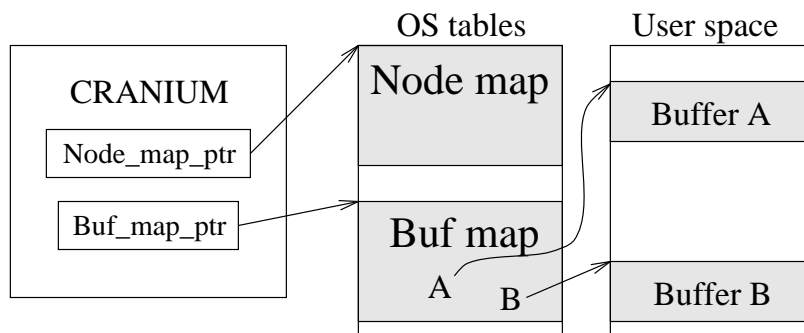 OS tables
User space
CRANIUM
Node_map_ptr
Buf_map_ptr
Node map
Buf map
A
B
Buffer A
Buffer B